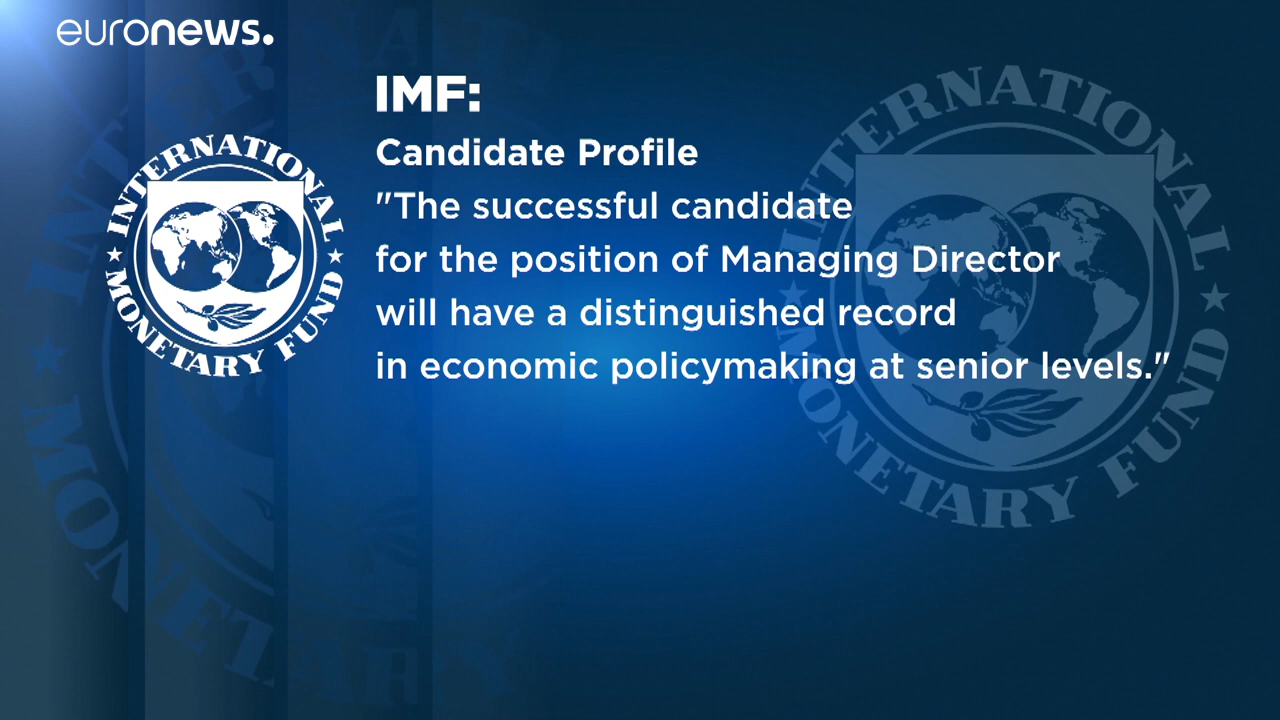 euronews.
IMF:
Candidate Profile
"The successful candidate
for the position of Managing Director
will have a distinguished record
in economic policymaking at senior levels."
INTERNATIONAL
MONETARY FUND
INTERNATIONAL
MONETARY FUND